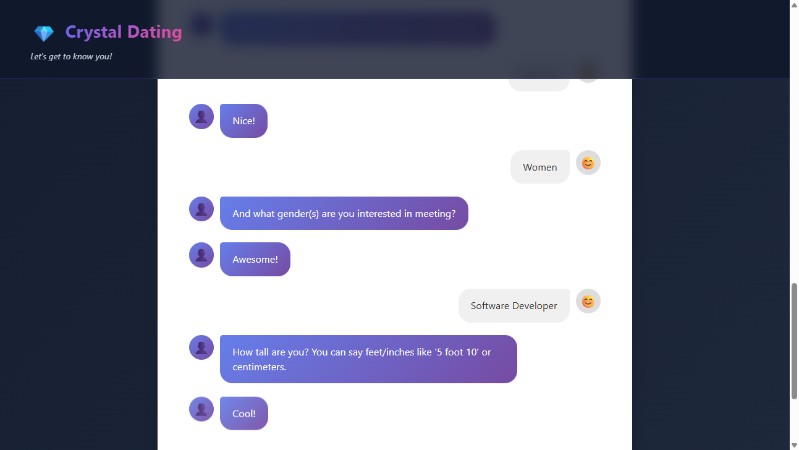 Crystal Dating
Let's get to know you!
Nice!
Women
And what gender(s) are you interested in meeting?
Awesome!
Software Developer
How tall are you? You can say feet/inches like '5 foot 10' or
centimeters.
Cool!